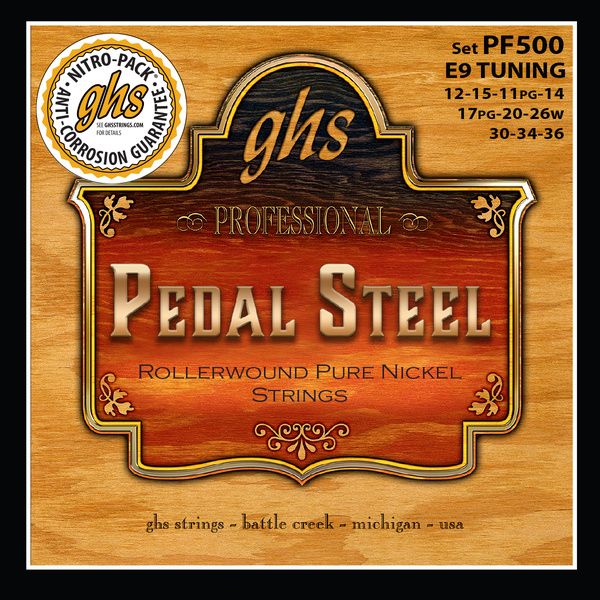 NITRO-PACK™
ghs
SEE GHSSTRINGS.COM
FOR DETAILS
ANTI-CORROSION GUARANTEE
Set PF500
E9 TUNING
12-15-11PG-14
17PG-20-26W
30-34-36
ghs
PROFESSIONAL
PEDAL STEEL
ROLLERWOUND PURE NICKEL
STRINGS
ghs strings - battle creek - michigan - usa